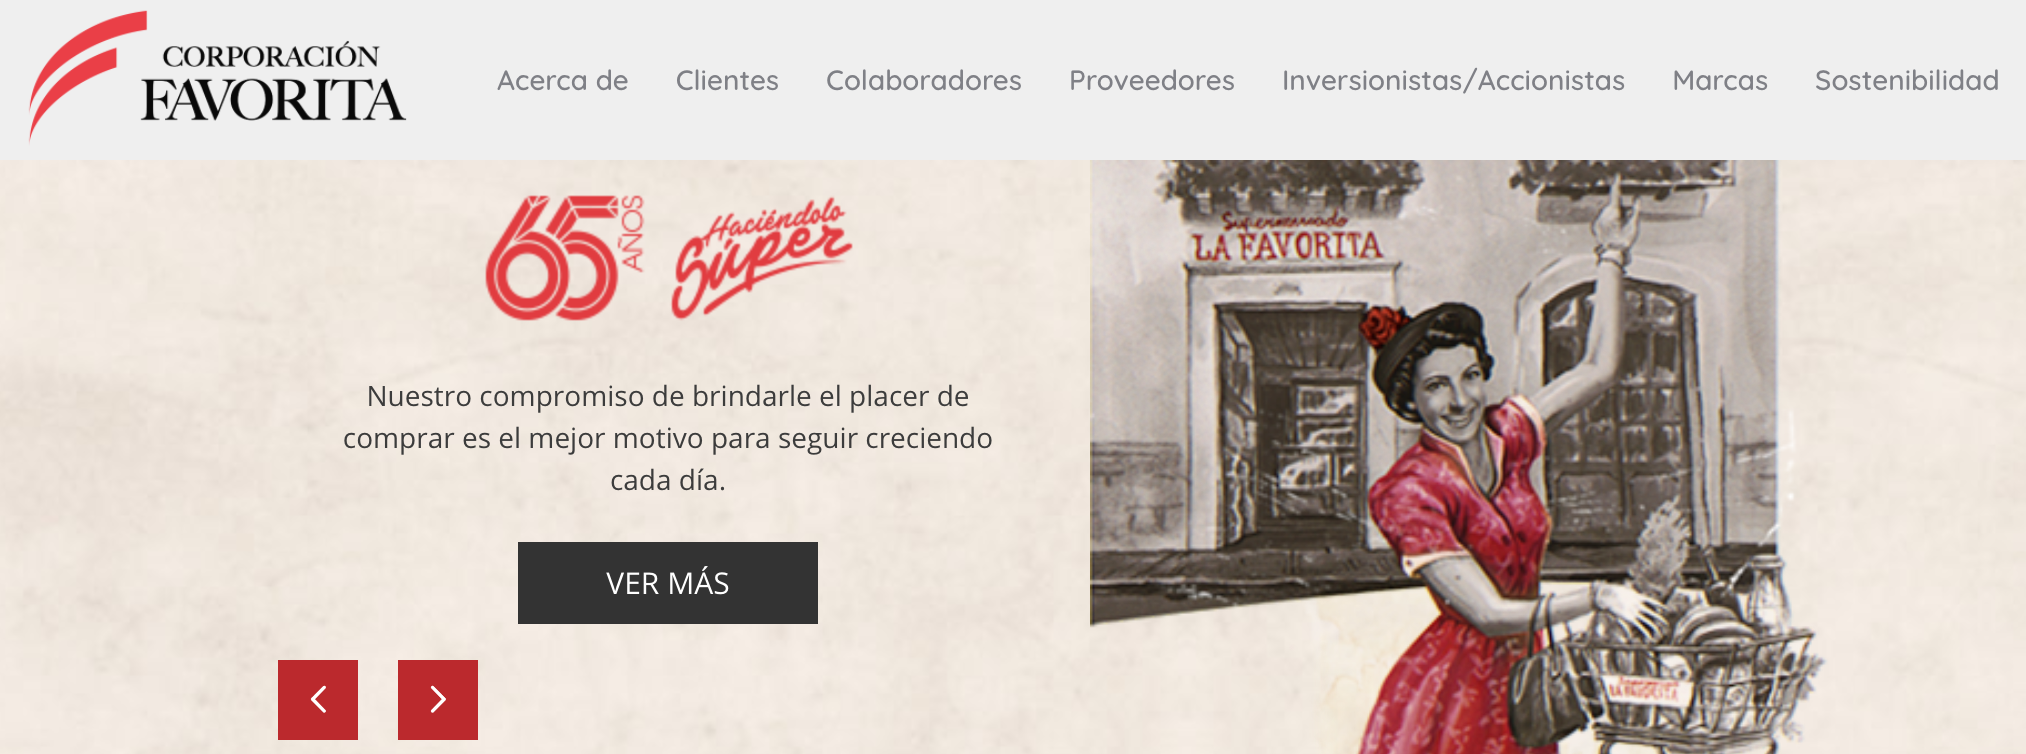 CORPORACIÓN
FAVORITA
Acerca de Clientes Colaboradores Proveedores Inversionistas/Accionistas Marcas Sostenibilidad
65 AÑOS
Haciéndolo
Súper
Nuestro compromiso de brindarle el placer de
comprar es el mejor motivo para seguir creciendo
cada día.
VER MÁS
Supermercado
LA FAVORITA
LA FAVORITA